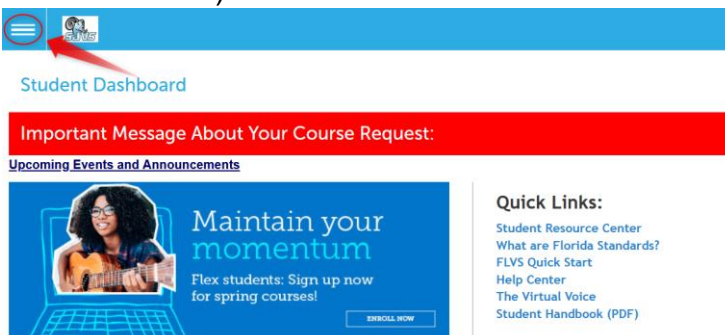 Student Dashboard
Important Message About Your Course Request:
Upcoming Events and Announcements
Maintain your
momentum
Flex students: Sign up now
for spring courses!
ENROLL NOW
Quick Links:
Student Resource Center
What are Florida Standards?
FLVS Quick Start
Help Center
The Virtual Voice
Student Handbook (PDF)